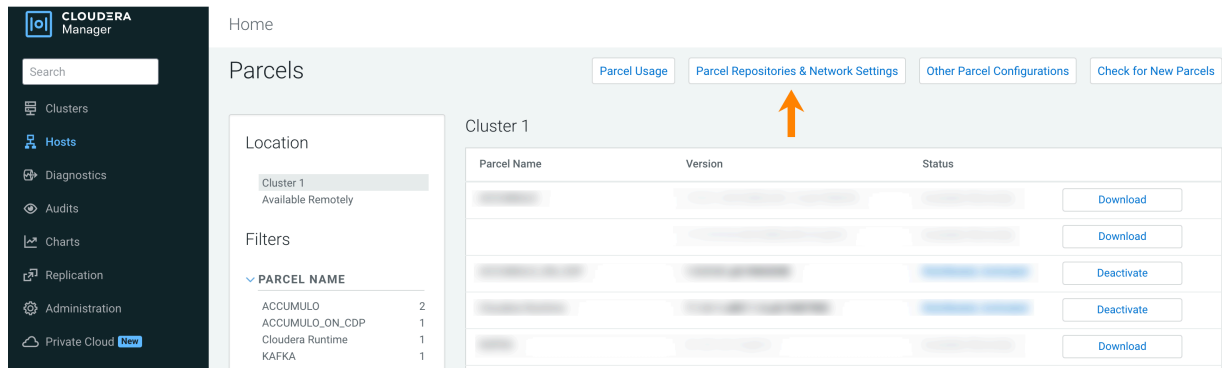 CLOUDERA
Manager
Search
Clusters
Hosts
Diagnostics
Audits
Charts
Replication
Administration
Private Cloud New
Home
Parcels
Parcel Usage
Parcel Repositories & Network Settings
Other Parcel Configurations
Check for New Parcels
Location
Cluster 1
Available Remotely
Filters
PARCEL NAME
ACCUMULO 2
ACCUMULO_ON_CDP 1
Cloudera Runtime 1
KAFKA 1
Cluster 1
Parcel Name Version Status
Download
Download
Deactivate
Deactivate
Download